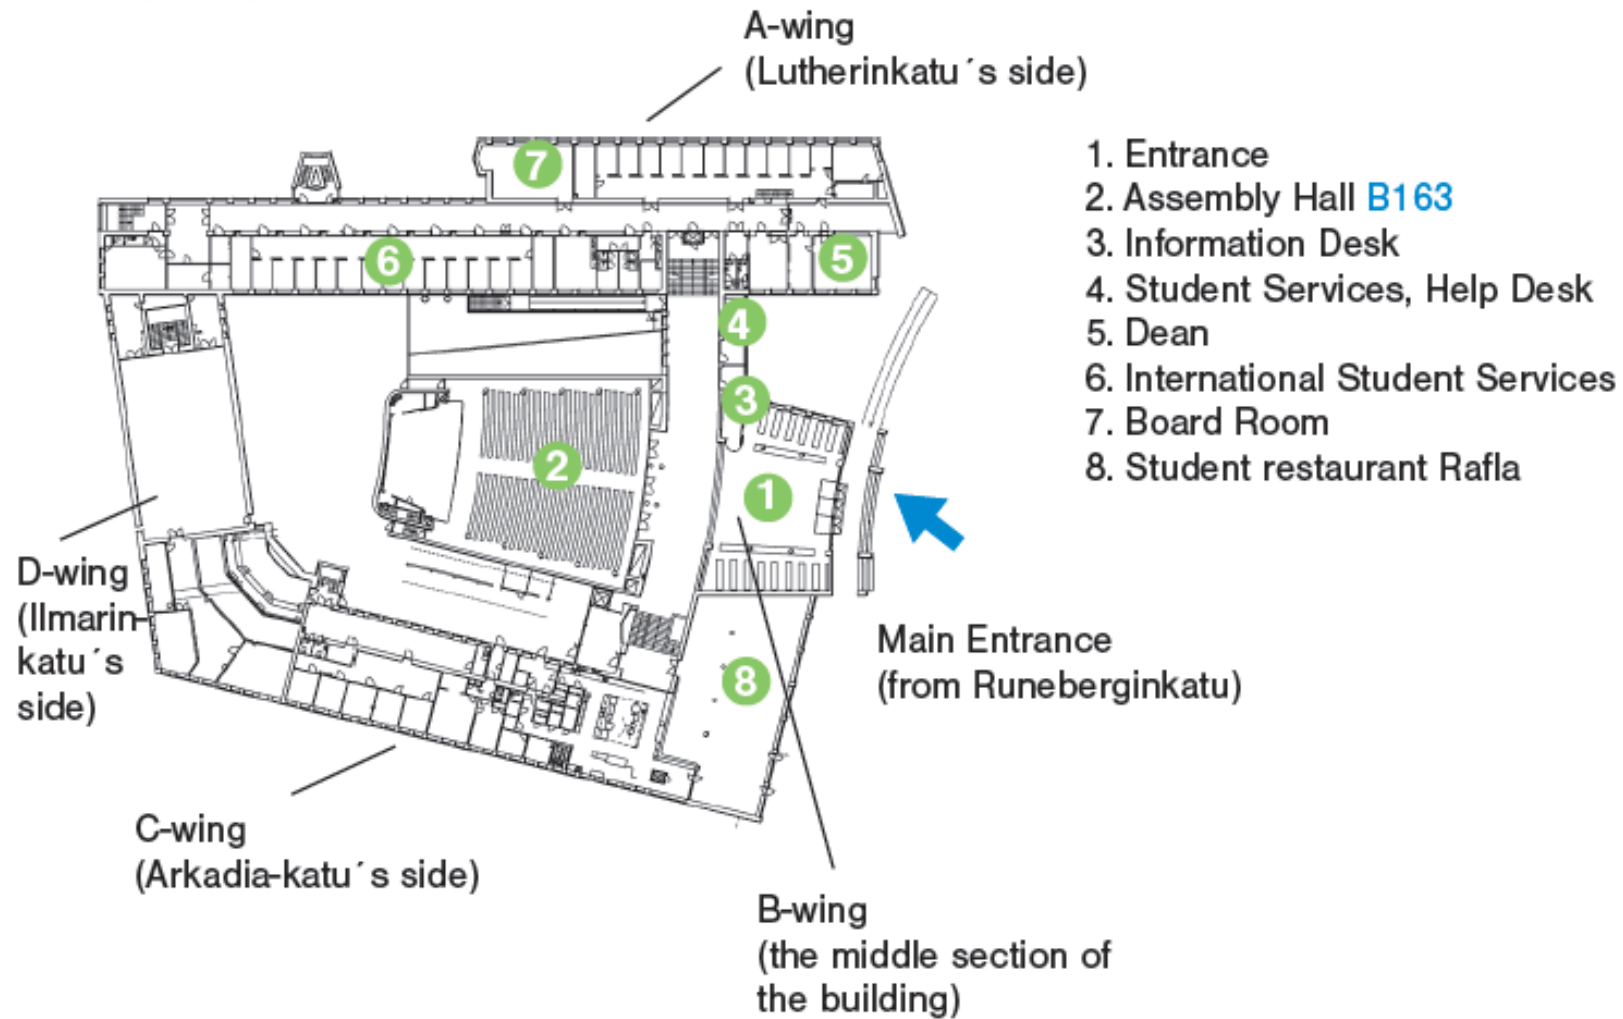 A-wing
(Lutherinkatu´s side)
1. Entrance
2. Assembly Hall B163
3. Information Desk
4. Student Services, Help Desk
5. Dean
6. International Student Services
7. Board Room
8. Student restaurant Rafla
7
6
5
4
3
2
1
8
D-wing
(Ilmarin-
katu´s
side)
Main Entrance
(from Runeberginkatu)
C-wing
(Arkadia-katu´s side)
B-wing
(the middle section of
the building)